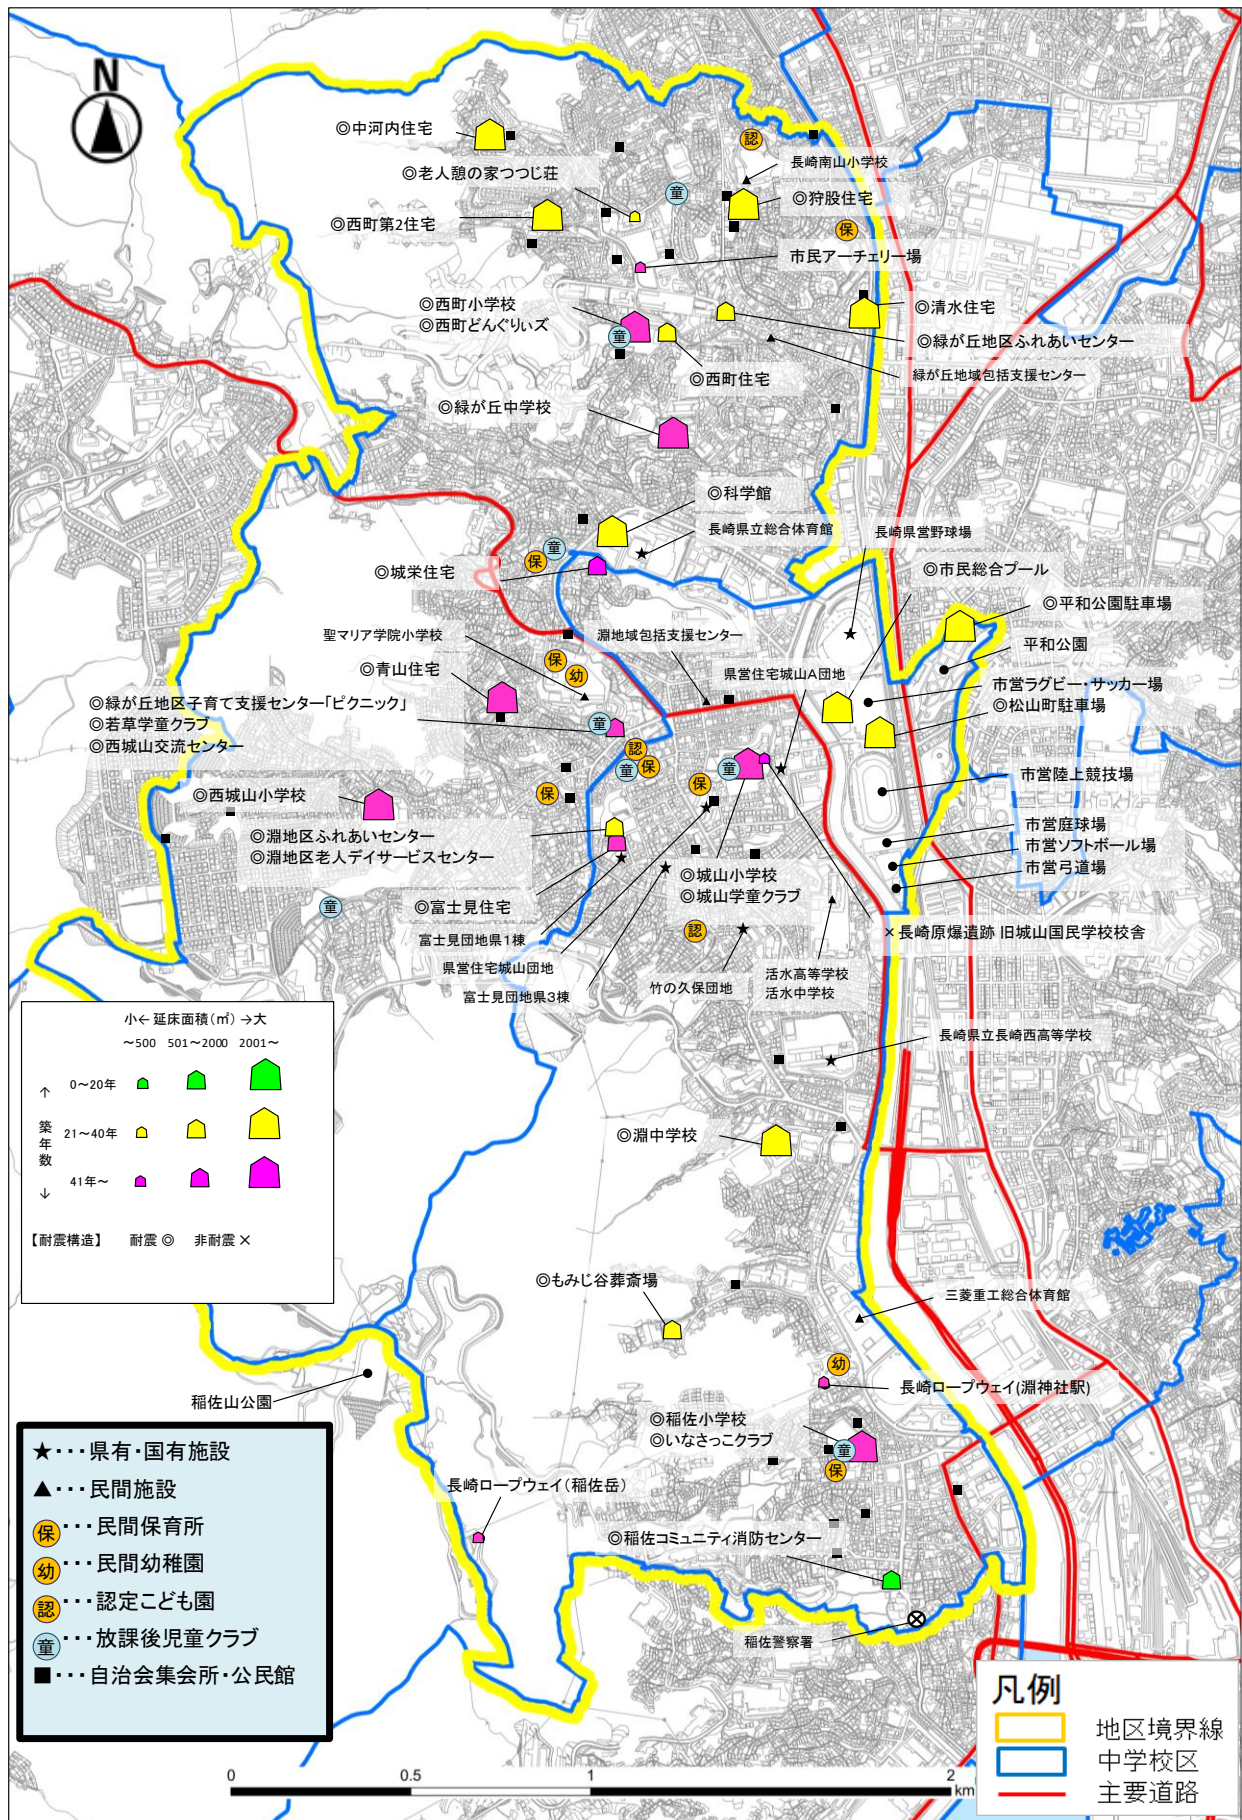 N
◎中河内住宅
認
長崎南山小学校
◎老人憩の家つつじ荘
童
◎狩股住宅
◎西町第2住宅
保
市民アーチェリー場
◎西町小学校
◎西町どんぐりぃズ
童
◎清水住宅
◎緑が丘地区ふれあいセンター
◎西町住宅
緑が丘地域包括支援センター
◎緑が丘中学校
◎科学館
長崎県立総合体育館
長崎県営野球場
童
保
◎城栄住宅
◎市民総合プール
◎平和公園駐車場
聖マリア学院小学校
淵地域包括支援センター
平和公園
保
幼
◎青山住宅
県営住宅城山A団地
市営ラグビー・サッカー場
◎松山町駐車場
◎緑が丘地区子育て支援センター「ピクニック」
◎若草学童クラブ
◎西城山交流センター
童
認
童
保
童
保
保
市営陸上競技場
◎西城山小学校
◎淵地区ふれあいセンター
◎淵地区老人デイサービスセンター
市営庭球場
市営ソフトボール場
市営弓道場
◎城山小学校
◎城山学童クラブ
童
◎富士見住宅
認
×長崎原爆遺跡 旧城山国民学校校舎
富士見団地県1棟
県営住宅城山団地
富士見団地県3棟
竹の久保団地
活水高等学校
活水中学校
小← 延床面積(㎡) →大
～500 501～2000 2001～
↑
築年数
↓
0～20年
21～40年
41年～
【耐震構造】 耐震 ◎ 非耐震 ×
長崎県立長崎西高等学校
◎淵中学校
◎もみじ谷葬斎場
三菱重工総合体育館
幼
長崎ロープウェイ(淵神社駅)
稲佐山公園
◎稲佐小学校
◎いなさっこクラブ
童
保
長崎ロープウェイ(稲佐岳)
◎稲佐コミュニティ消防センター
稲佐警察署
★・・・県有・国有施設
▲・・・民間施設
保・・・民間保育所
幼・・・民間幼稚園
認・・・認定こども園
童・・・放課後児童クラブ
■・・・自治会集会所・公民館
凡例
地区境界線
中学校区
主要道路
0 0.5 1 2
km